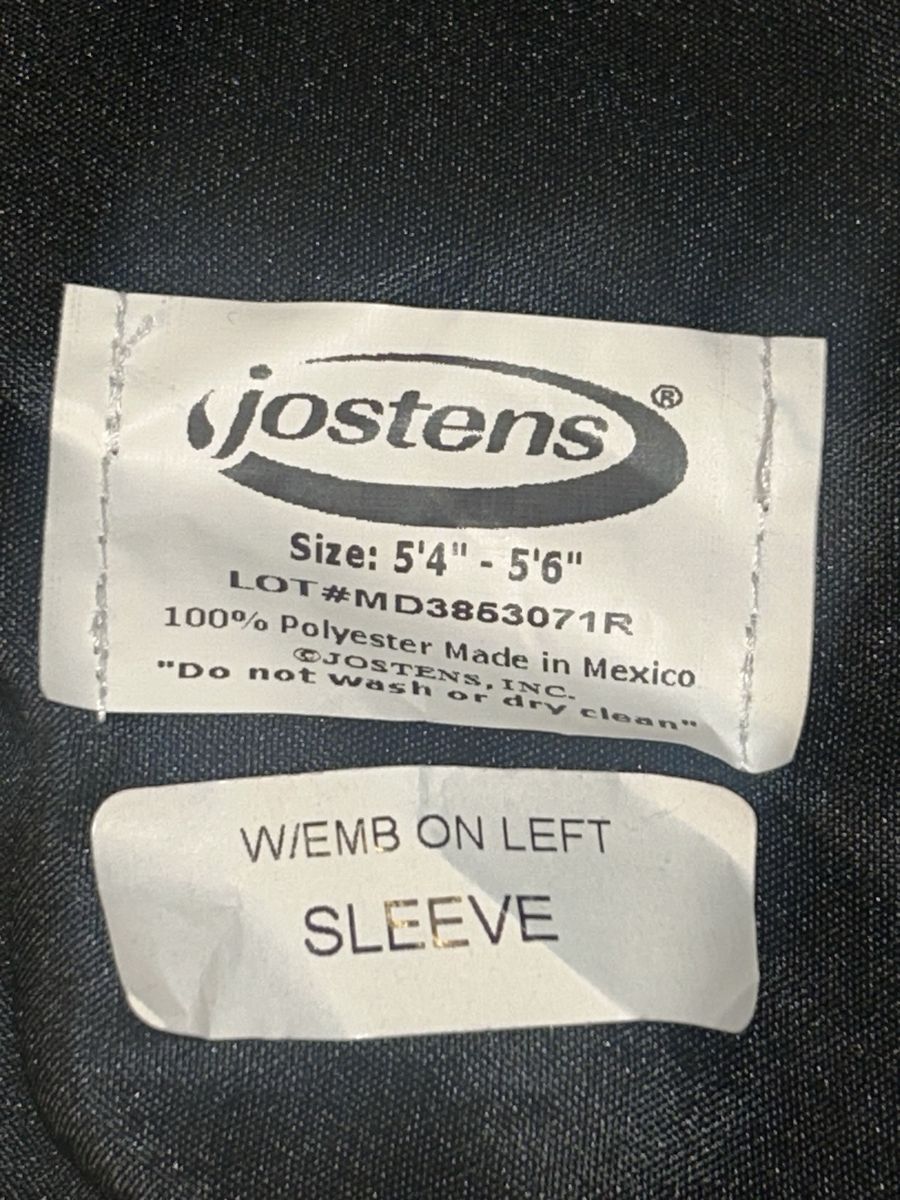 jostens®
Size: 5'4" - 5'6"
LOT#MD3853071R
100% Polyester Made in Mexico
©JOSTENS, INC.
"Do not wash or dry clean"
W/EMB ON LEFT
SLEEVE